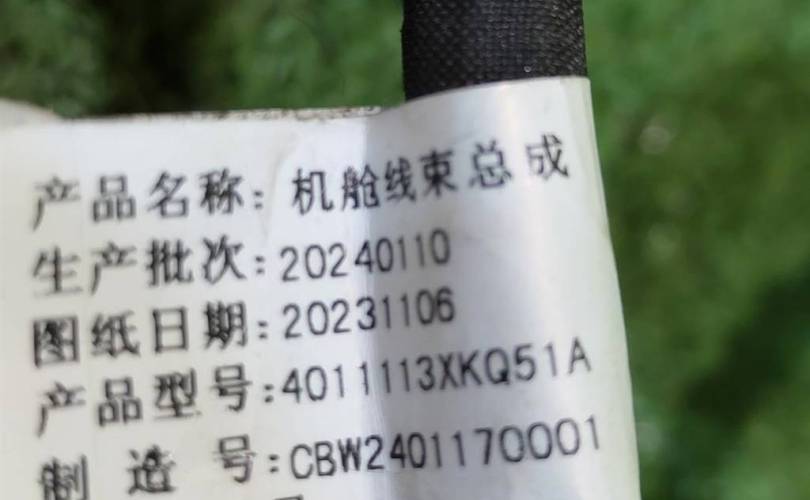 产品名称:机舱线束总成
生产批次:20240110
图纸日期:20231106
产品型号:4011113XKQ51A
制造号:CBW2401170001